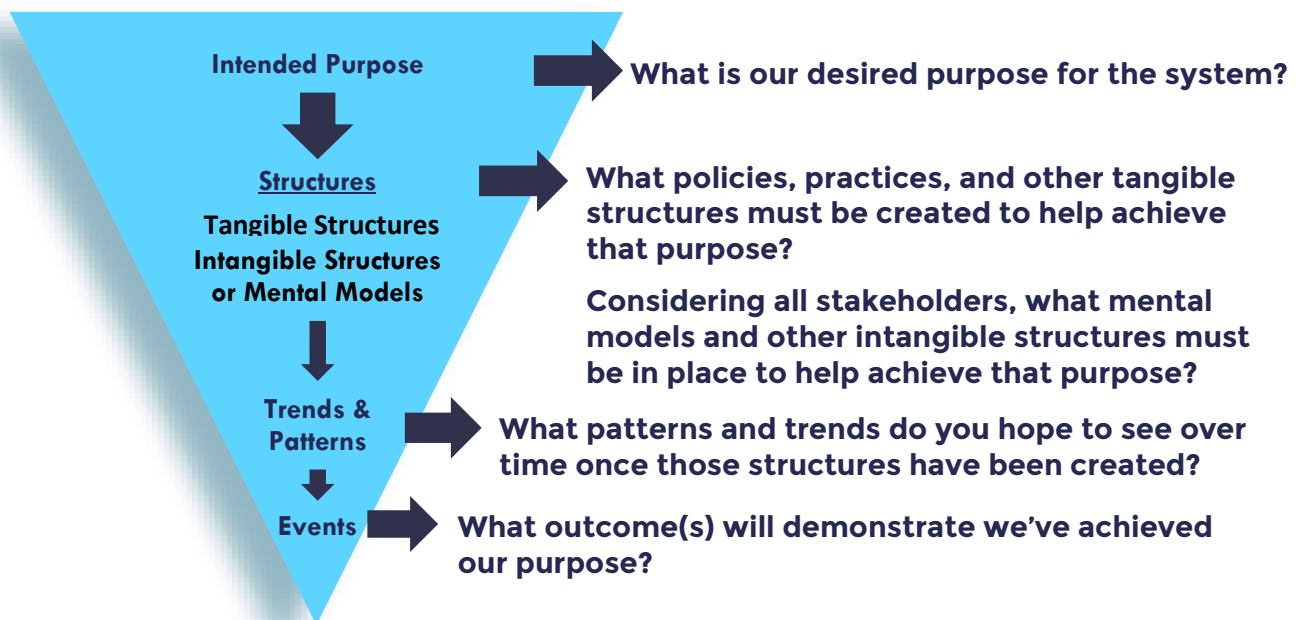 Intended Purpose
What is our desired purpose for the system?
Structures
Tangible Structures
Intangible Structures
or Mental Models
What policies, practices, and other tangible
structures must be created to help achieve
that purpose?
Considering all stakeholders, what mental
models and other intangible structures must
be in place to help achieve that purpose?
Trends &
Patterns
What patterns and trends do you hope to see over
time once those structures have been created?
Events
What outcome(s) will demonstrate we’ve achieved
our purpose?